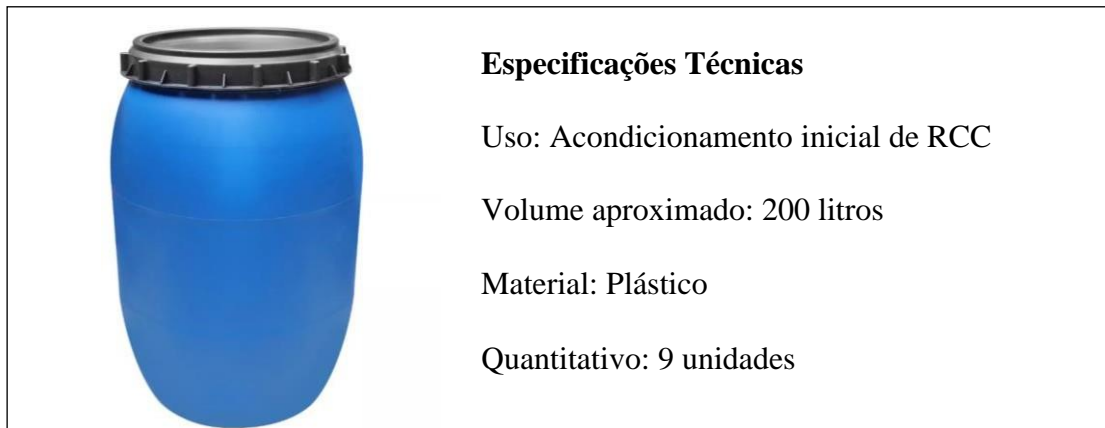 Especificações Técnicas
Uso: Acondicionamento inicial de RCC
Volume aproximado: 200 litros
Material: Plástico
Quantitativo: 9 unidades